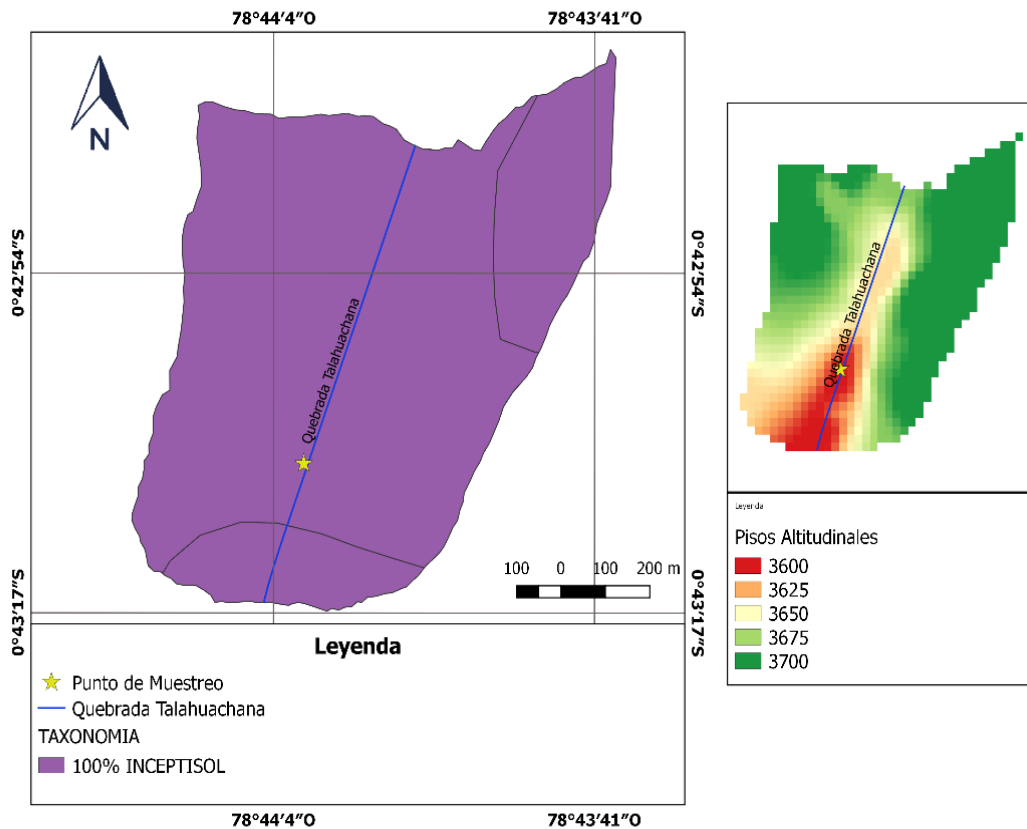 78°44′4″O 78°43′41″O
N
0°42′54″S
0°42′54″S
Quebrada Talahuachana
100 0 100 200 m
0°43′17″S
0°43′17″S
Leyenda
Punto de Muestreo
Quebrada Talahuachana
TAXONOMIA
100% INCEPTISOL
78°44′4″O 78°43′41″O
Quebrada Talahuachana
Leyenda
Pisos Altitudinales
3600
3625
3650
3675
3700